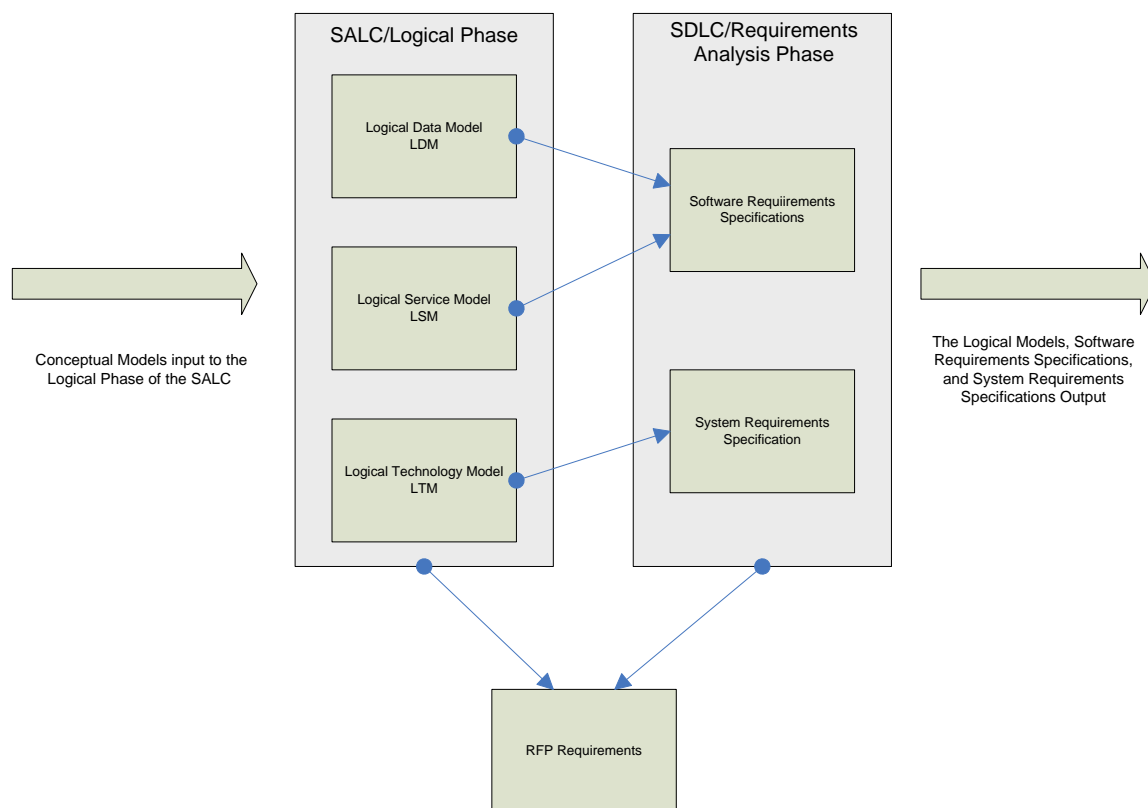 SALC/Logical Phase
Logical Data Model
LDM
Logical Service Model
LSM
Logical Technology Model
LTM
SDLC/Requirements
Analysis Phase
Software Requiirements
Specifications
System Requirements
Specification
Conceptual Models input to the
Logical Phase of the SALC
The Logical Models, Software
Requirements Specifications,
and System Requirements
Specifications Output
RFP Requirements